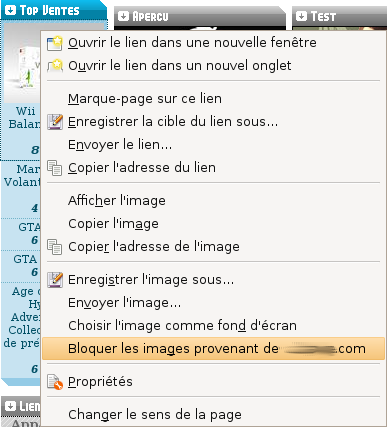 Top Ventes
Aperçu
Test
Ouvrir le lien dans une nouvelle fenêtre
Ouvrir le lien dans un nouvel onglet
Marque-page sur ce lien
Enregistrer la cible du lien sous...
Envoyer le lien...
Copier l'adresse du lien
Afficher l'image
Copier l'image
Copier l'adresse de l'image
Enregistrer l'image sous...
Envoyer l'image...
Choisir l'image comme fond d'écran
Bloquer les images provenant de .com
Propriétés
Changer le sens de la page
Wii
Balan
8
Mar
Volant
4
GTA
6
GTA
6
Age
Hy
Adve
Colle
de pré
6
Lien